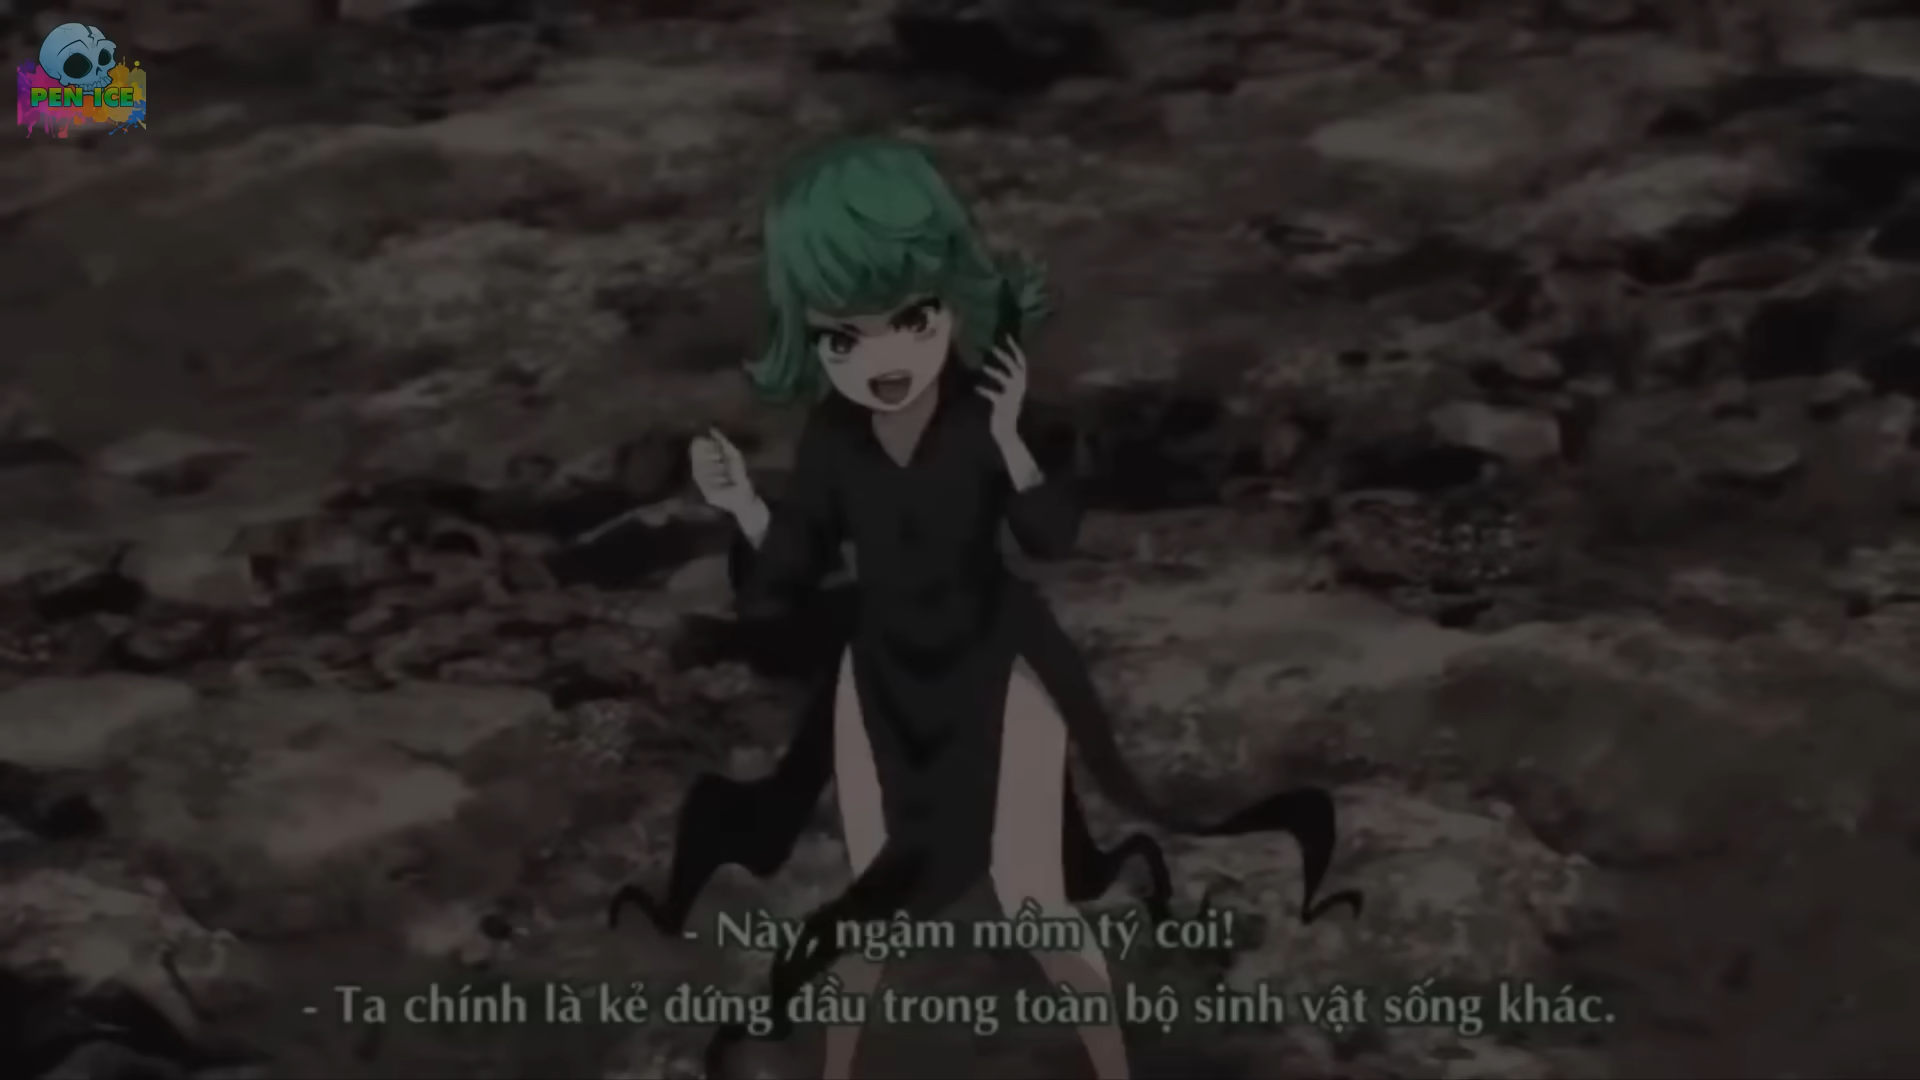 PEN ICE
- Này, ngậm mồm tý coi!
- Ta chính là kẻ đứng đầu trong toàn bộ sinh vật sống khác.